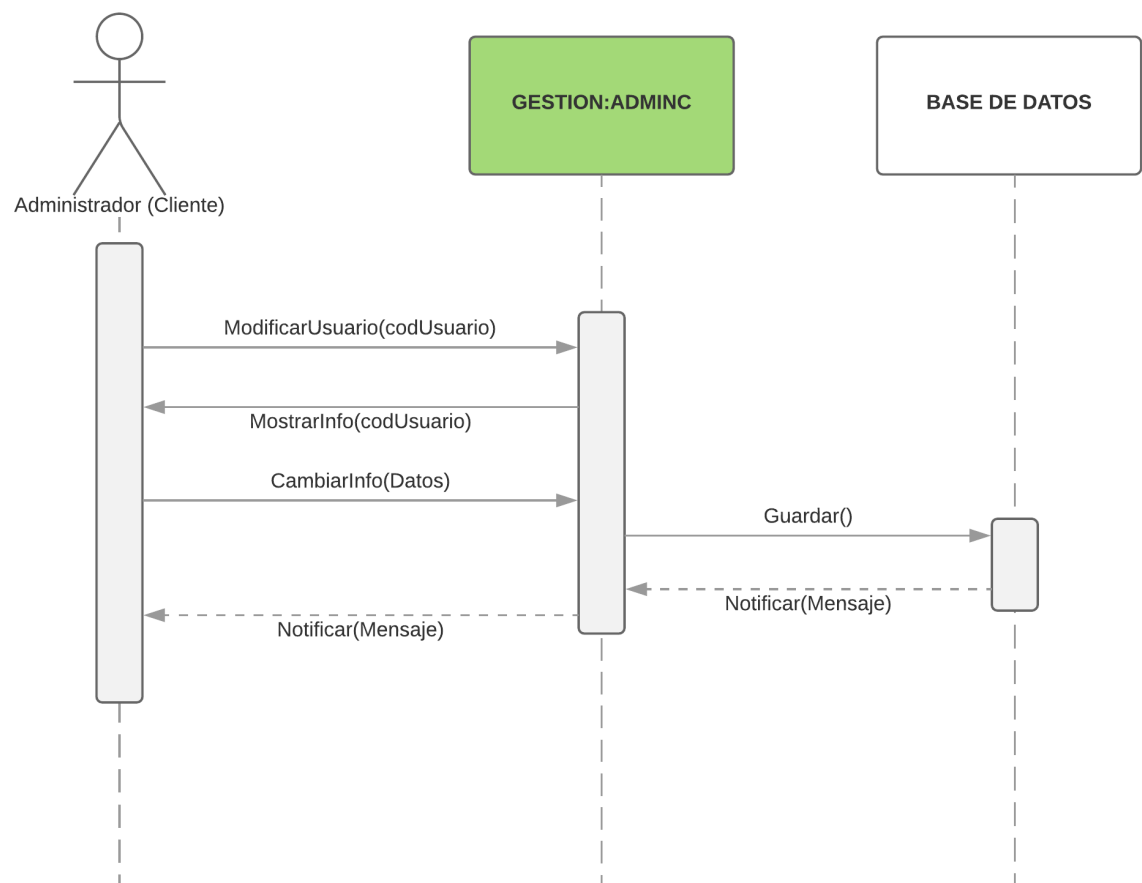 GESTION:ADMINC
BASE DE DATOS
Administrador (Cliente)
ModificarUsuario(codUsuario)
MostrarInfo(codUsuario)
CambiarInfo(Datos)
Guardar()
Notificar(Mensaje)
Notificar(Mensaje)